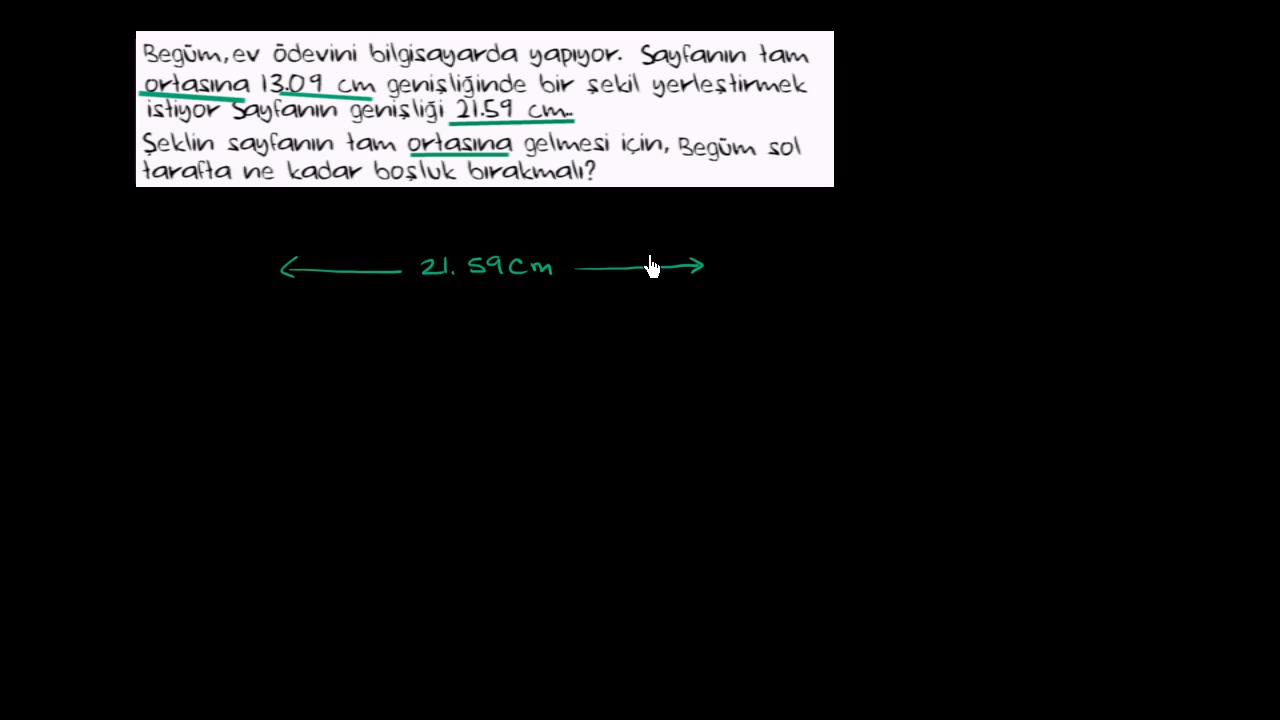 Begüm, ev ödevini bilgisayarda yapıyor. Sayfanın tam
ortasına 13.09 cm genişliğinde bir şekil yerleştirmek
istiyor Sayfanın genişliği 21.59 cm..
Şeklin sayfanın tam ortasına gelmesi için, Begüm sol
tarafta ne kadar boşluk bırakmalı?
21.59 cm